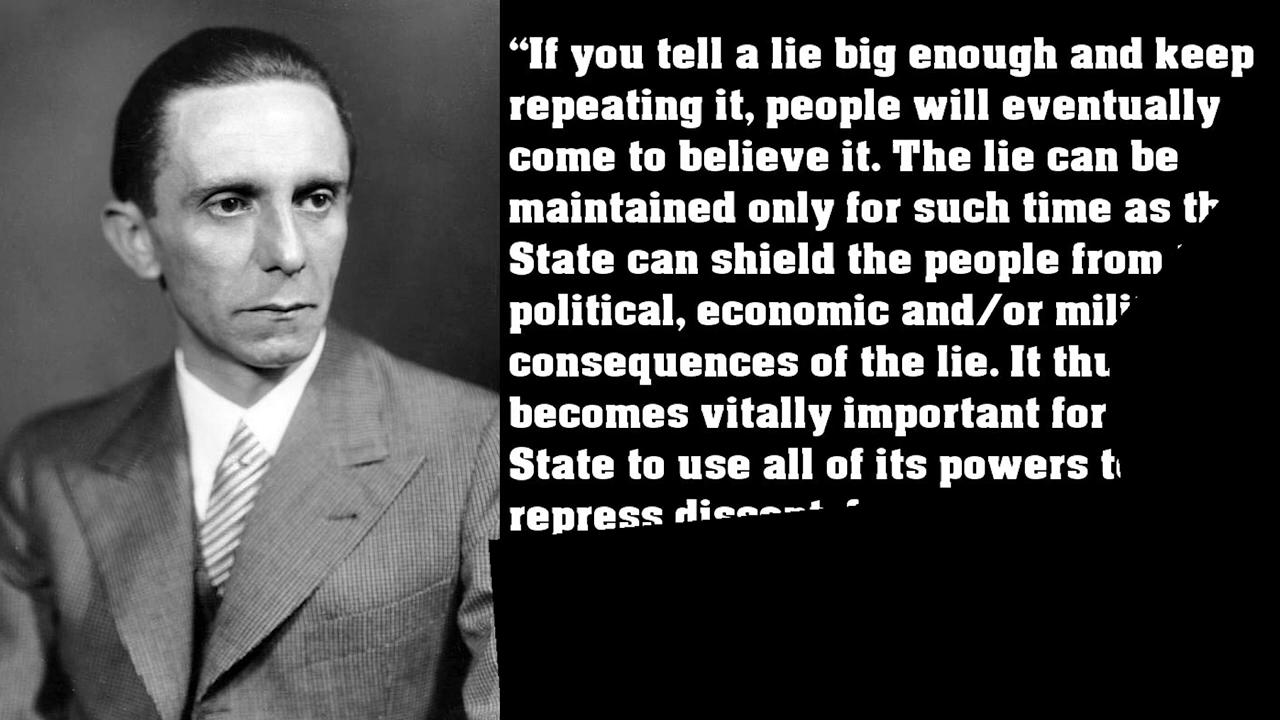 “If you tell a lie big enough and keep
repeating it, people will eventually
come to believe it. The lie can be
maintained only for such time as
State can shield the people from
political, economic and/or
consequences of the lie. It
becomes vitally important for
State to use all of its powers
repress